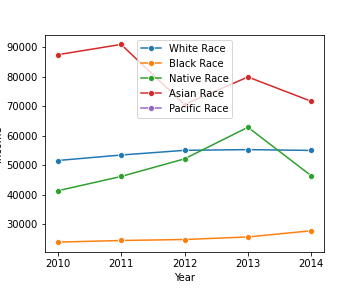 90000
80000
70000
60000
50000
40000
30000
White Race
Black Race
Native Race
Asian Race
Pacific Race
2010 2011 2012 2013 2014
Year